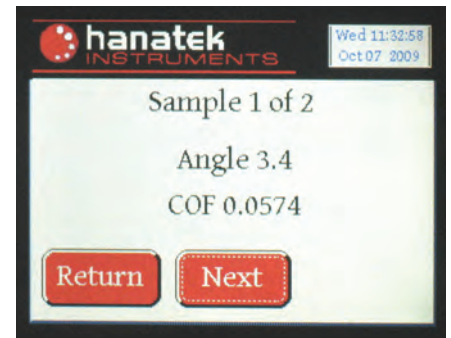 hanatek
INSTRUMENTS
Wed 11:32:58
Oct 07 2009
Sample 1 of 2
Angle 3.4
COF 0.0574
Return
Next